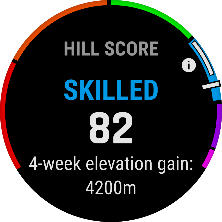 HILL SCORE
i
SKILLED
82
4-week elevation gain:
4200m